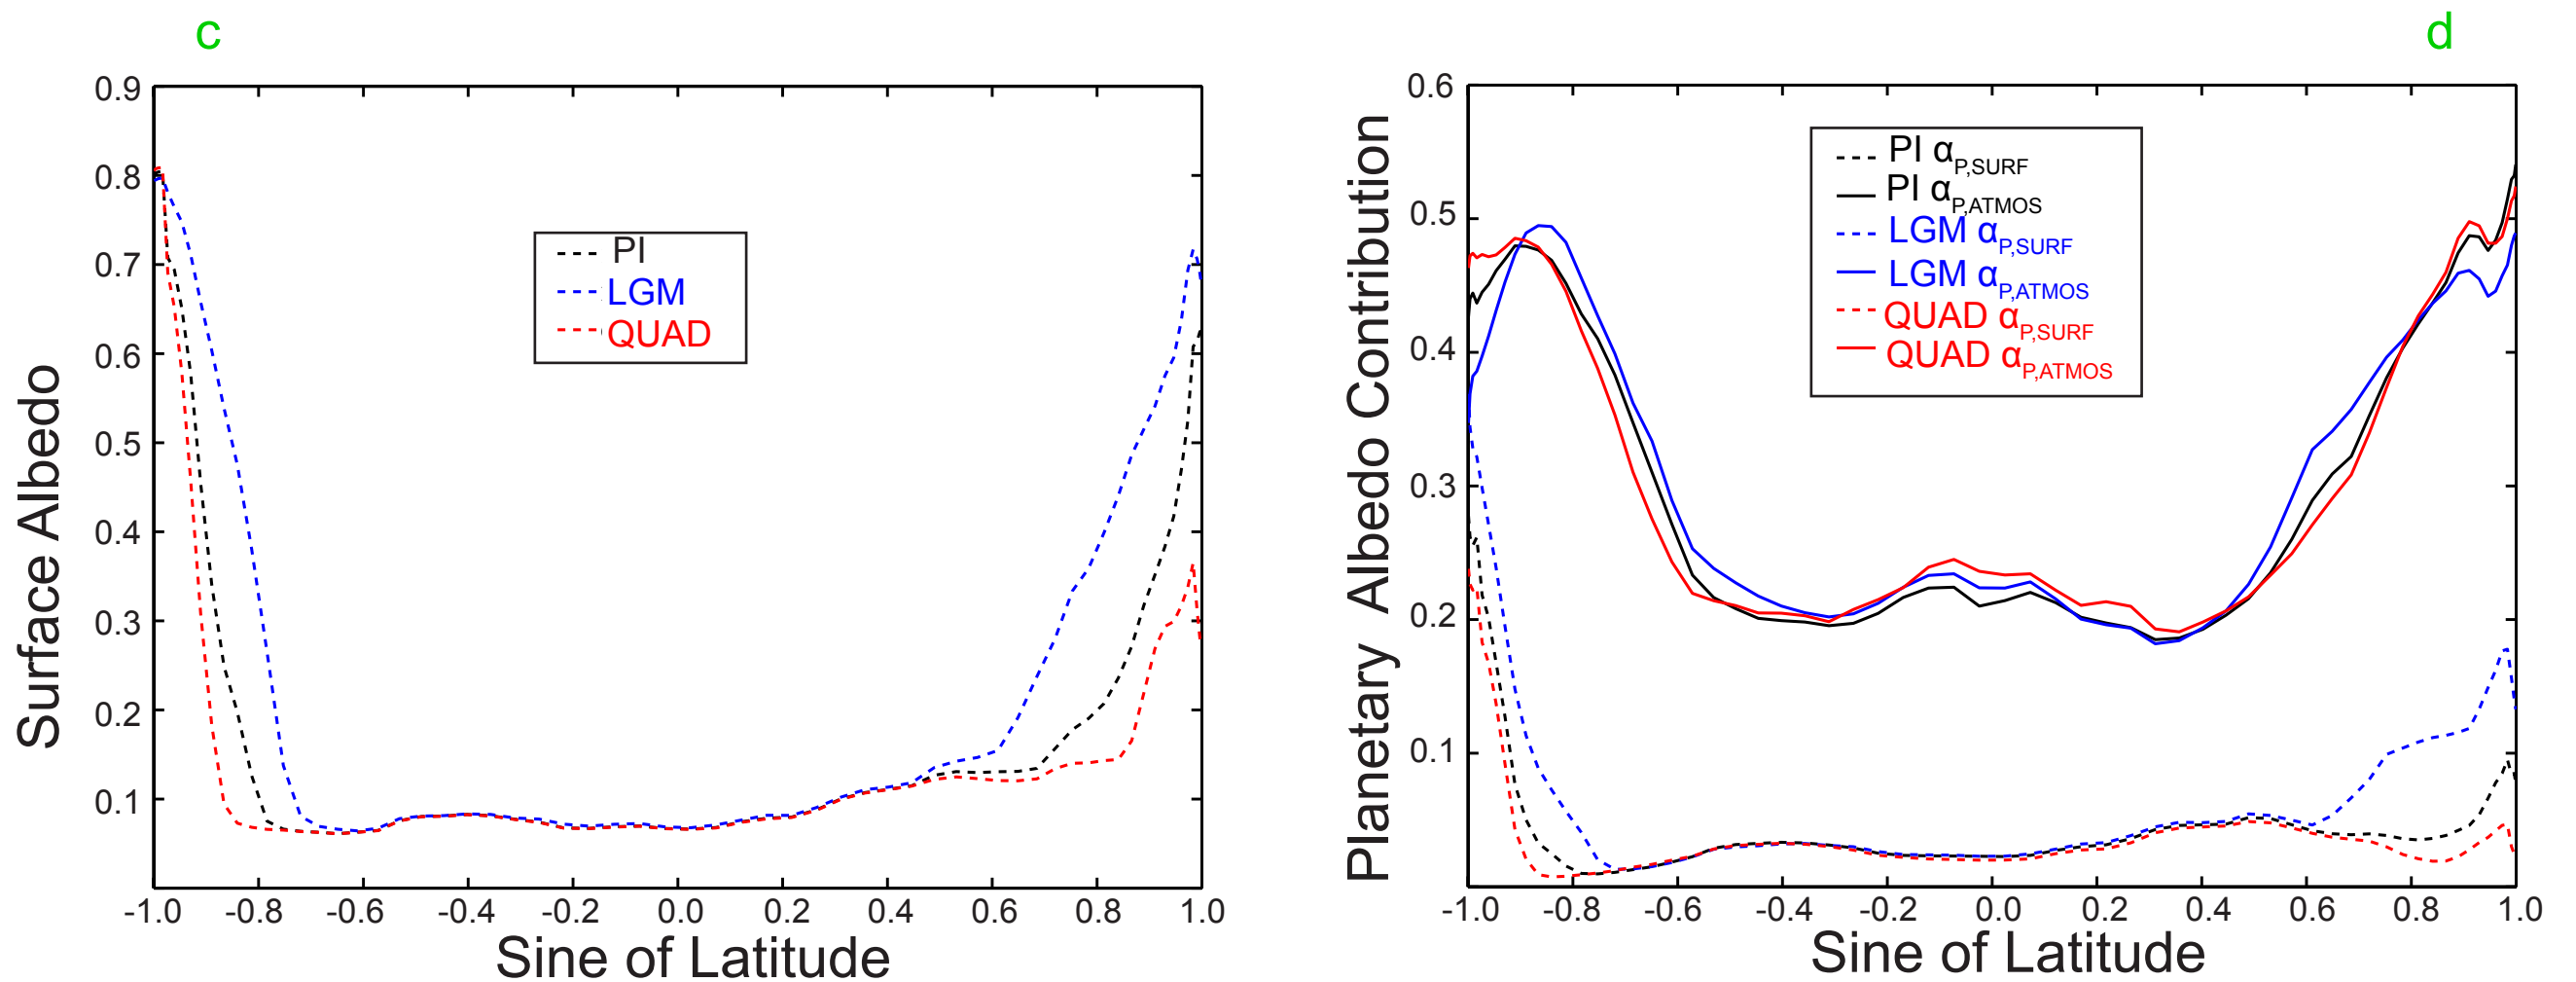 c
0.9
0.8
0.7
0.6
0.5
0.4
0.3
0.2
0.1
Surface Albedo
PI
LGM
QUAD
-1.0 -0.8 -0.6 -0.4 -0.2 0.0 0.2 0.4 0.6 0.8 1.0
Sine of Latitude
d
0.6
0.5
0.4
0.3
0.2
0.1
Planetary Albedo Contribution
PI αP,SURF
PI αP,ATMOS
LGM αP,SURF
LGM αP,ATMOS
QUAD αP,SURF
QUAD αP,ATMOS
-1.0 -0.8 -0.6 -0.4 -0.2 0.0 0.2 0.4 0.6 0.8 1.0
Sine of Latitude